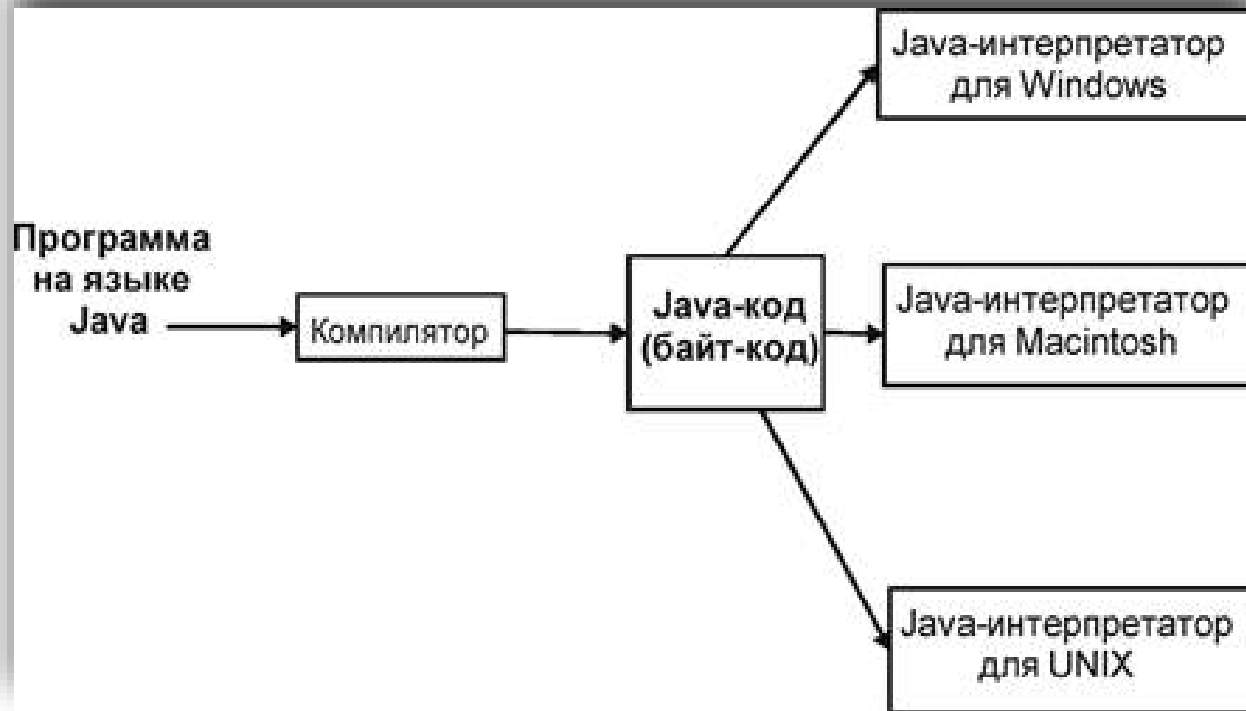 Программа
на языке
Java
Компилятор
Java-код
(байт-код)
Java-интерпретатор
для Windows
Java-интерпретатор
для Macintosh
Java-интерпретатор
для UNIX